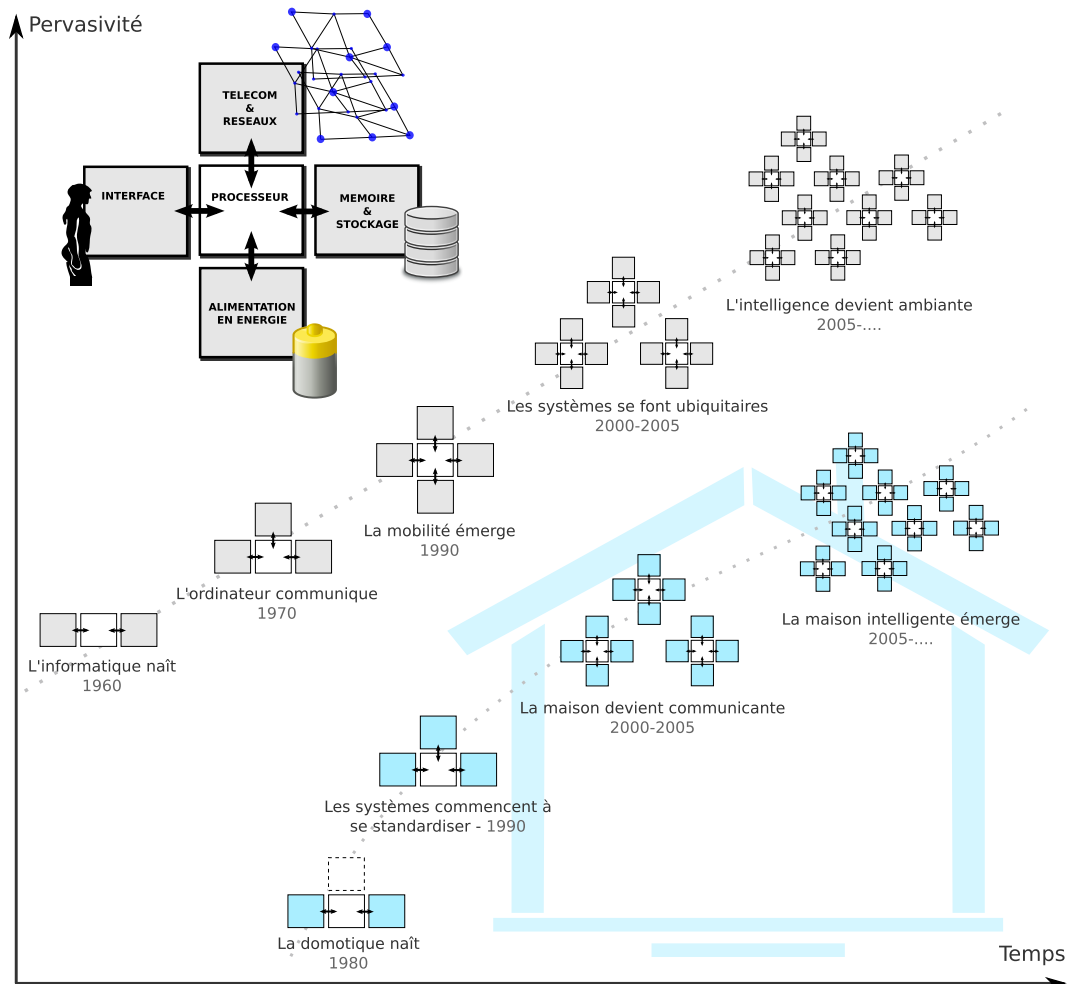 Pervasivité
TELECOM
&
RESEAUX
INTERFACE
PROCESSEUR
MEMOIRE
&
STOCKAGE
ALIMENTATION
EN ENERGIE
L'intelligence devient ambiante
2005-....
Les systèmes se font ubiquitaires
2000-2005
La mobilité émerge
1990
L'ordinateur communique
1970
L'informatique naît
1960
La maison intelligente émerge
2005-....
La maison devient communicante
2000-2005
Les systèmes commencent à
se standardiser - 1990
La domotique naît
1980
Temps